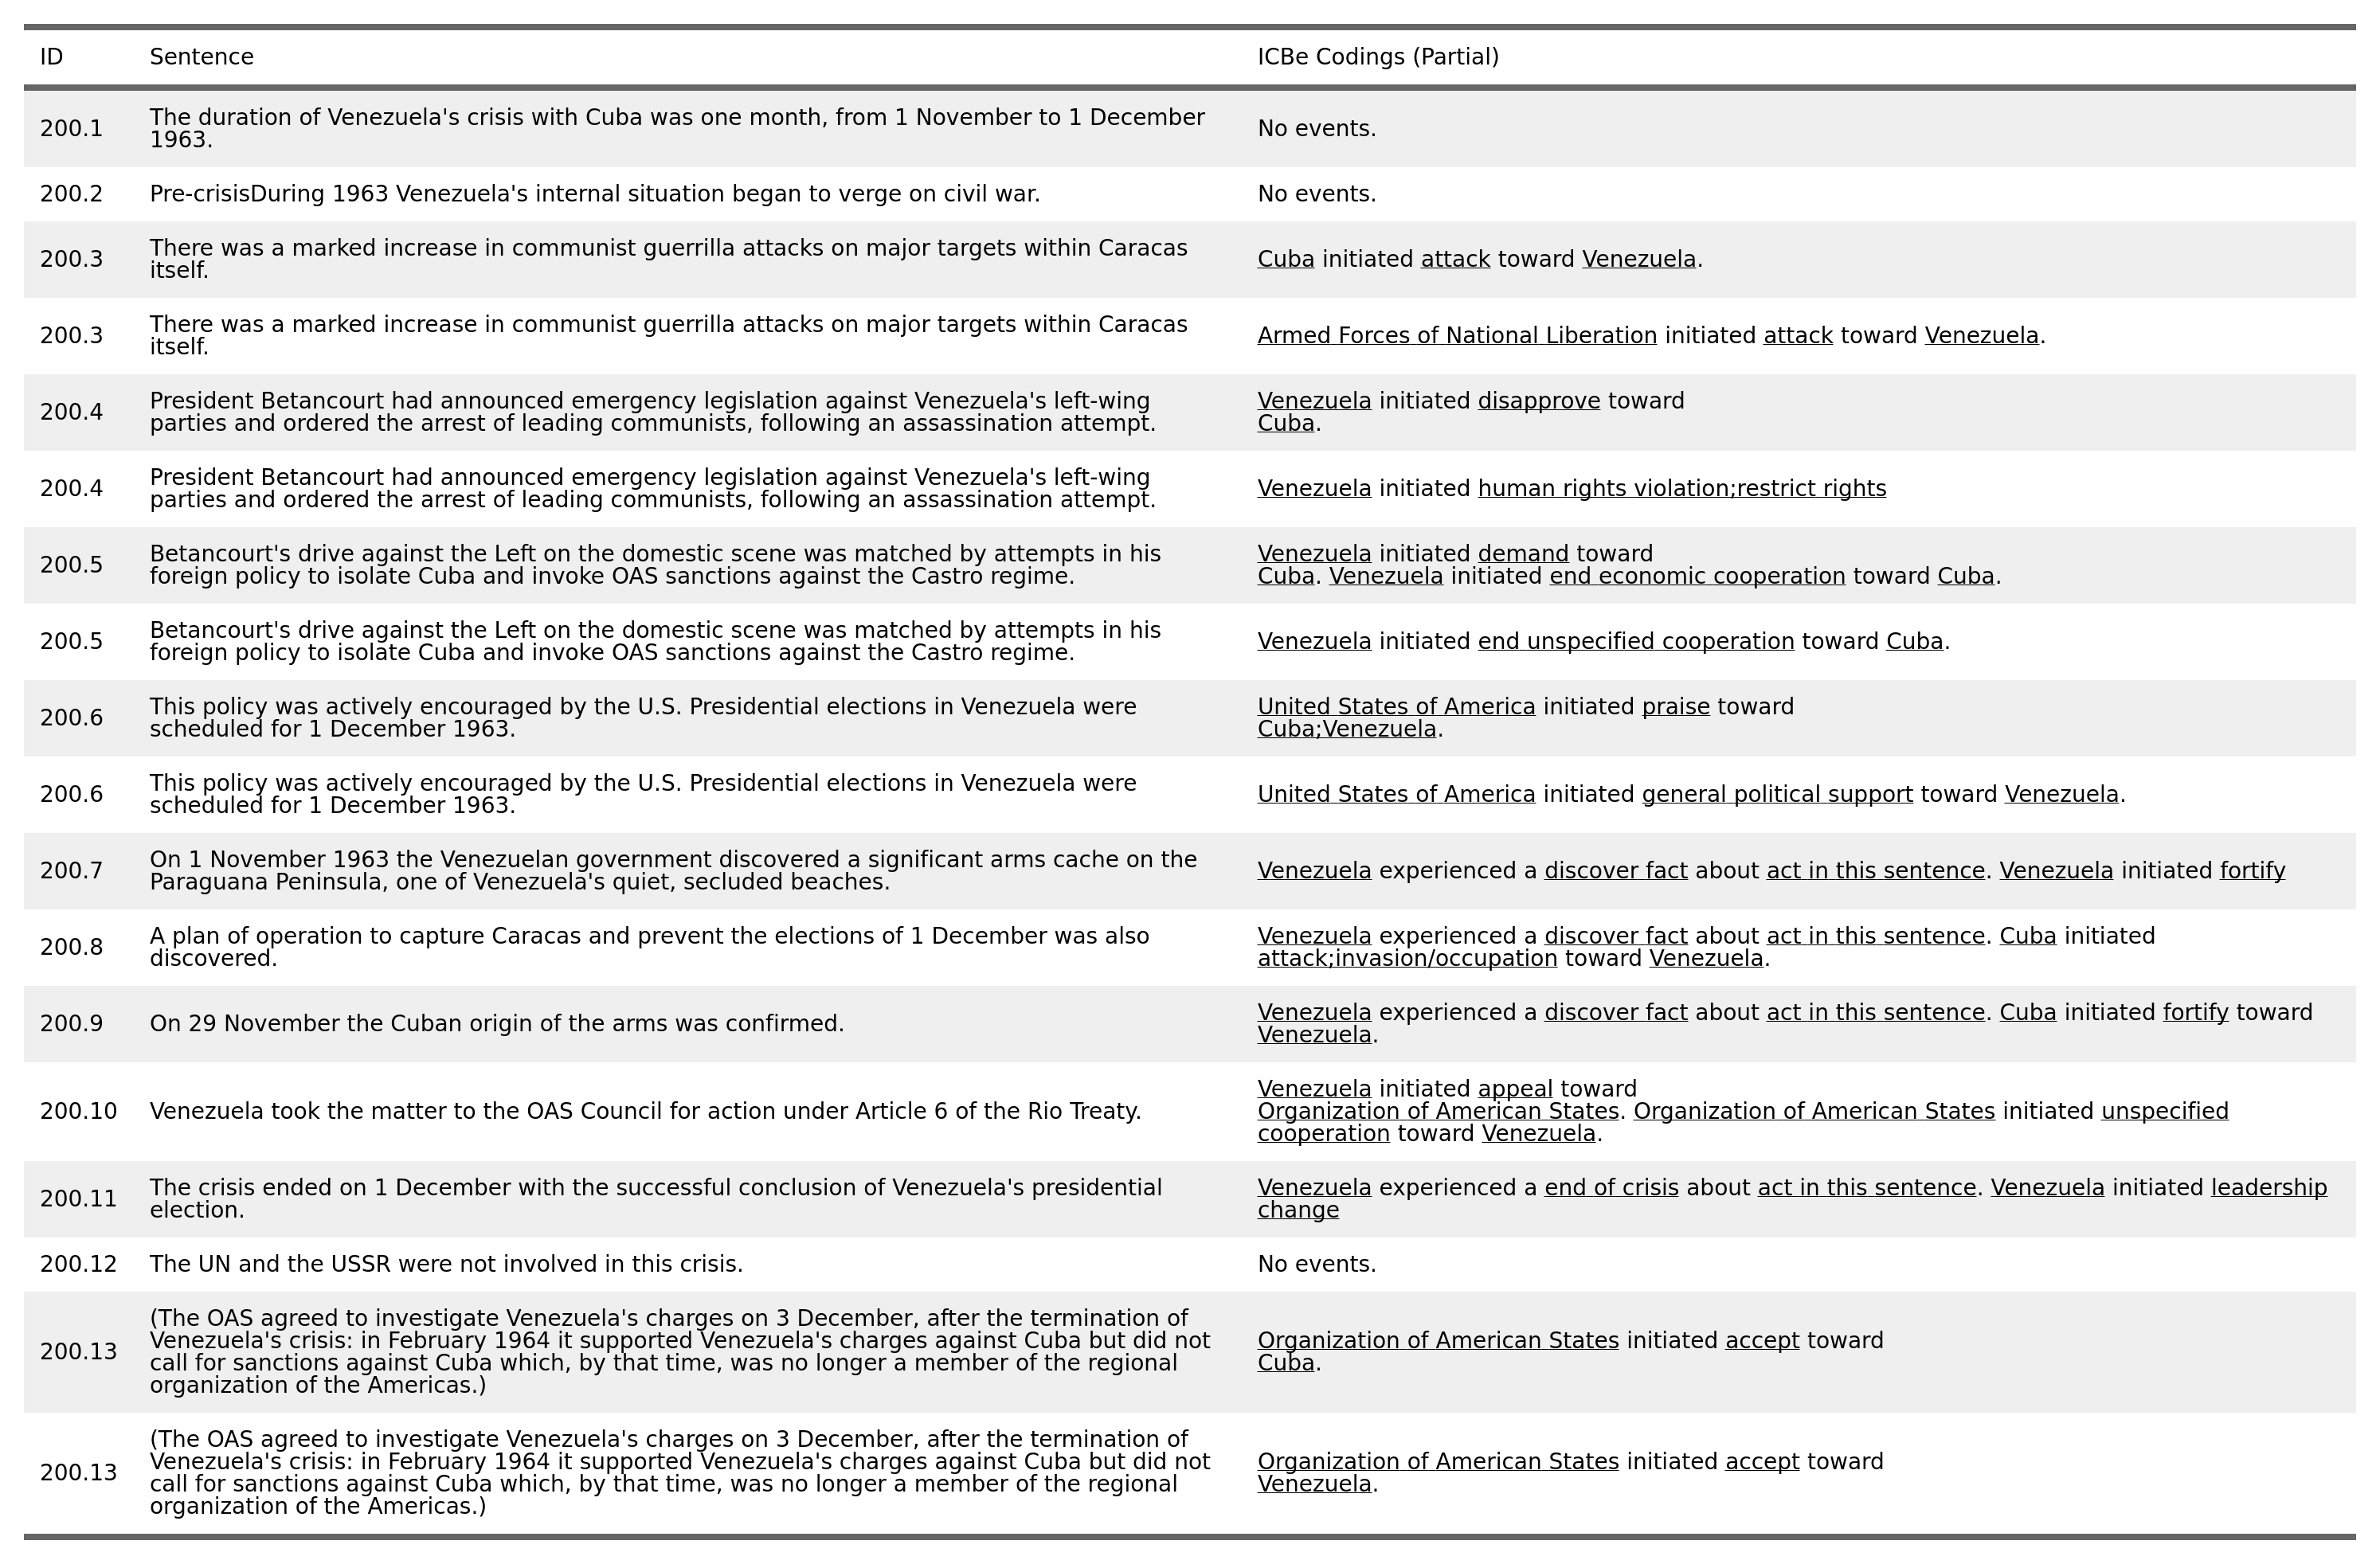 ID Sentence ICBe Codings (Partial)
200.1 The duration of Venezuela's crisis with Cuba was one month, from 1 November to 1 December
1963. No events.
200.2 Pre-crisisDuring 1963 Venezuela's internal situation began to verge on civil war. No events.
200.3 There was a marked increase in communist guerrilla attacks on major targets within Caracas
itself. Cuba initiated attack toward Venezuela.
200.3 There was a marked increase in communist guerrilla attacks on major targets within Caracas
itself. Armed Forces of National Liberation initiated attack toward Venezuela.
200.4 President Betancourt had announced emergency legislation against Venezuela's left-wing
parties and ordered the arrest of leading communists, following an assassination attempt.
Venezuela initiated disapprove toward
Cuba.
200.4 President Betancourt had announced emergency legislation against Venezuela's left-wing
parties and ordered the arrest of leading communists, following an assassination attempt.
Venezuela initiated human rights violation;restrict rights
200.5 Betancourt's drive against the Left on the domestic scene was matched by attempts in his
foreign policy to isolate Cuba and invoke OAS sanctions against the Castro regime.
Venezuela initiated demand toward
Cuba. Venezuela initiated end economic cooperation toward Cuba.
200.5 Betancourt's drive against the Left on the domestic scene was matched by attempts in his
foreign policy to isolate Cuba and invoke OAS sanctions against the Castro regime.
Venezuela initiated end unspecified cooperation toward Cuba.
200.6 This policy was actively encouraged by the U.S. Presidential elections in Venezuela were
scheduled for 1 December 1963.
United States of America initiated praise toward
Cuba;Venezuela.
200.6 This policy was actively encouraged by the U.S. Presidential elections in Venezuela were
scheduled for 1 December 1963.
United States of America initiated general political support toward Venezuela.
200.7 On 1 November 1963 the Venezuelan government discovered a significant arms cache on the
Paraguana Peninsula, one of Venezuela's quiet, secluded beaches.
Venezuela experienced a discover fact about act in this sentence. Venezuela initiated fortify
200.8 A plan of operation to capture Caracas and prevent the elections of 1 December was also
discovered.
Venezuela experienced a discover fact about act in this sentence. Cuba initiated
attack;invasion/occupation toward Venezuela.
200.9 On 29 November the Cuban origin of the arms was confirmed.
Venezuela experienced a discover fact about act in this sentence. Cuba initiated fortify toward
Venezuela.
200.10 Venezuela took the matter to the OAS Council for action under Article 6 of the Rio Treaty.
Venezuela initiated appeal toward
Organization of American States. Organization of American States initiated unspecified
cooperation toward Venezuela.
200.11 The crisis ended on 1 December with the successful conclusion of Venezuela's presidential
election.
Venezuela experienced a end of crisis about act in this sentence. Venezuela initiated leadership
change
200.12 The UN and the USSR were not involved in this crisis. No events.
200.13 (The OAS agreed to investigate Venezuela's charges on 3 December, after the termination of
Venezuela's crisis: in February 1964 it supported Venezuela's charges against Cuba but did not
call for sanctions against Cuba which, by that time, was no longer a member of the regional
organization of the Americas.)
Organization of American States initiated accept toward
Cuba.
200.13 (The OAS agreed to investigate Venezuela's charges on 3 December, after the termination of
Venezuela's crisis: in February 1964 it supported Venezuela's charges against Cuba but did not
call for sanctions against Cuba which, by that time, was no longer a member of the regional
organization of the Americas.)
Organization of American States initiated accept toward
Venezuela.